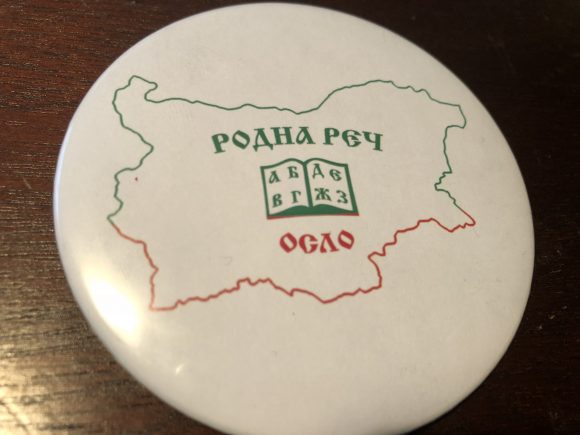 РОДНА РЕЧ
А Б Д Е
В Г Ж З
ОСЛО